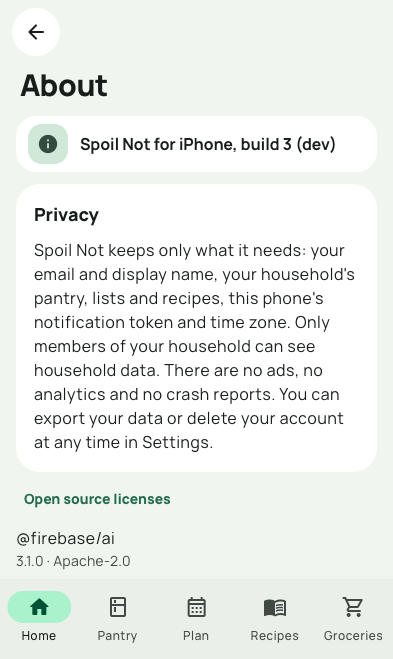 About
Spoil Not for iPhone, build 3 (dev)
Privacy
Spoil Not keeps only what it needs: your
email and display name, your household's
pantry, lists and recipes, this phone's
notification token and time zone. Only
members of your household can see
household data. There are no ads, no
analytics and no crash reports. You can
export your data or delete your account
at any time in Settings.
Open source licenses
@firebase/ai
3.1.0 · Apache-2.0
Home
Pantry
Plan
Recipes
Groceries